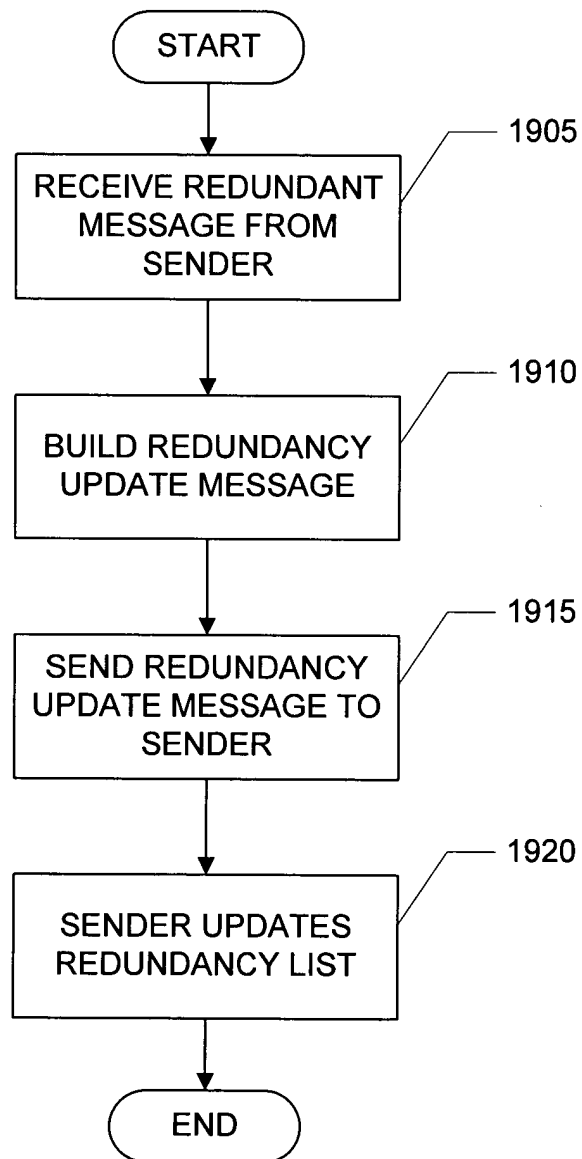 START
1905
RECEIVE REDUNDANT
MESSAGE FROM
SENDER
1910
BUILD REDUNDANCY
UPDATE MESSAGE
1915
SEND REDUNDANCY
UPDATE MESSAGE TO
SENDER
1920
SENDER UPDATES
REDUNDANCY LIST
END